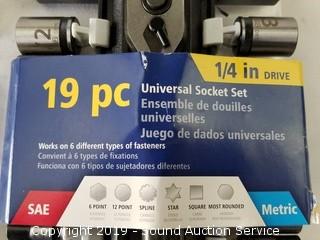 12
8
1/4 in DRIVE
19 pc
Universal Socket Set
Ensemble de douilles
universelles
Juego de dados universales
Works on 6 different types of fasteners
Convient à 6 types de fixations
Funciona con 6 tipos de sujetadores diferentes
SAE
6 POINT
12 POINT
SPLINE
STAR
SQUARE
MOST ROUNDED
Metric
Copyright 2019 - Sound Auction Service